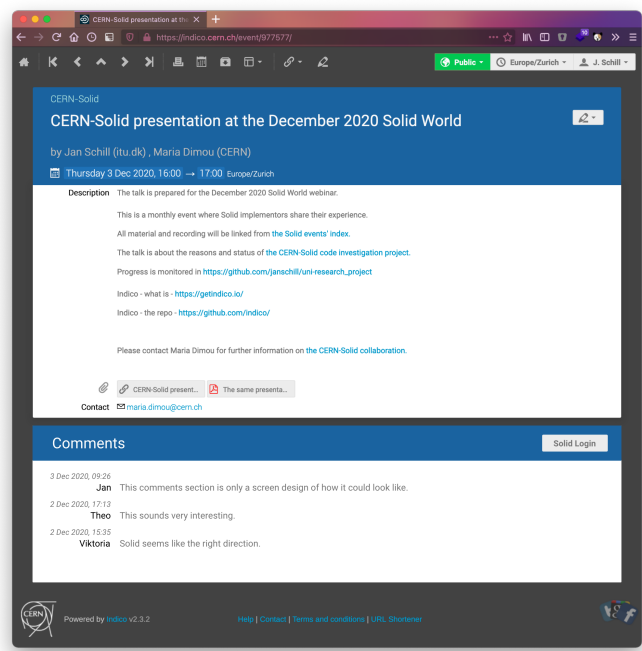 CERN-Solid presentation at the
https://indico.cern.ch/event/977577/
10
Public
Europe/Zurich
J. Schill
CERN-Solid
CERN-Solid presentation at the December 2020 Solid World
by Jan Schill (itu.dk) , Maria Dimou (CERN)
Thursday 3 Dec 2020, 16:00 → 17:00 Europe/Zurich
Description The talk is prepared for the December 2020 Solid World webinar.
This is a monthly event where Solid implementors share their experience.
All material and recording will be linked from the Solid events' index.
The talk is about the reasons and status of the CERN-Solid code investigation project.
Progress is monitored in https://github.com/janschill/uni-research_project
Indico - what is - https://getindico.io/
Indico - the repo - https://github.com/indico/
Please contact Maria Dimou for further information on the CERN-Solid collaboration.
CERN-Solid present... The same presenta...
Contact maria.dimou@cern.ch
Comments
Solid Login
3 Dec 2020, 09:26
Jan This comments section is only a screen design of how it could look like.
2 Dec 2020, 17:13
Theo This sounds very interesting.
2 Dec 2020, 15:35
Viktoria Solid seems like the right direction.
CERN
Powered by Indico v2.3.2
Help | Contact | Terms and conditions | URL Shortener